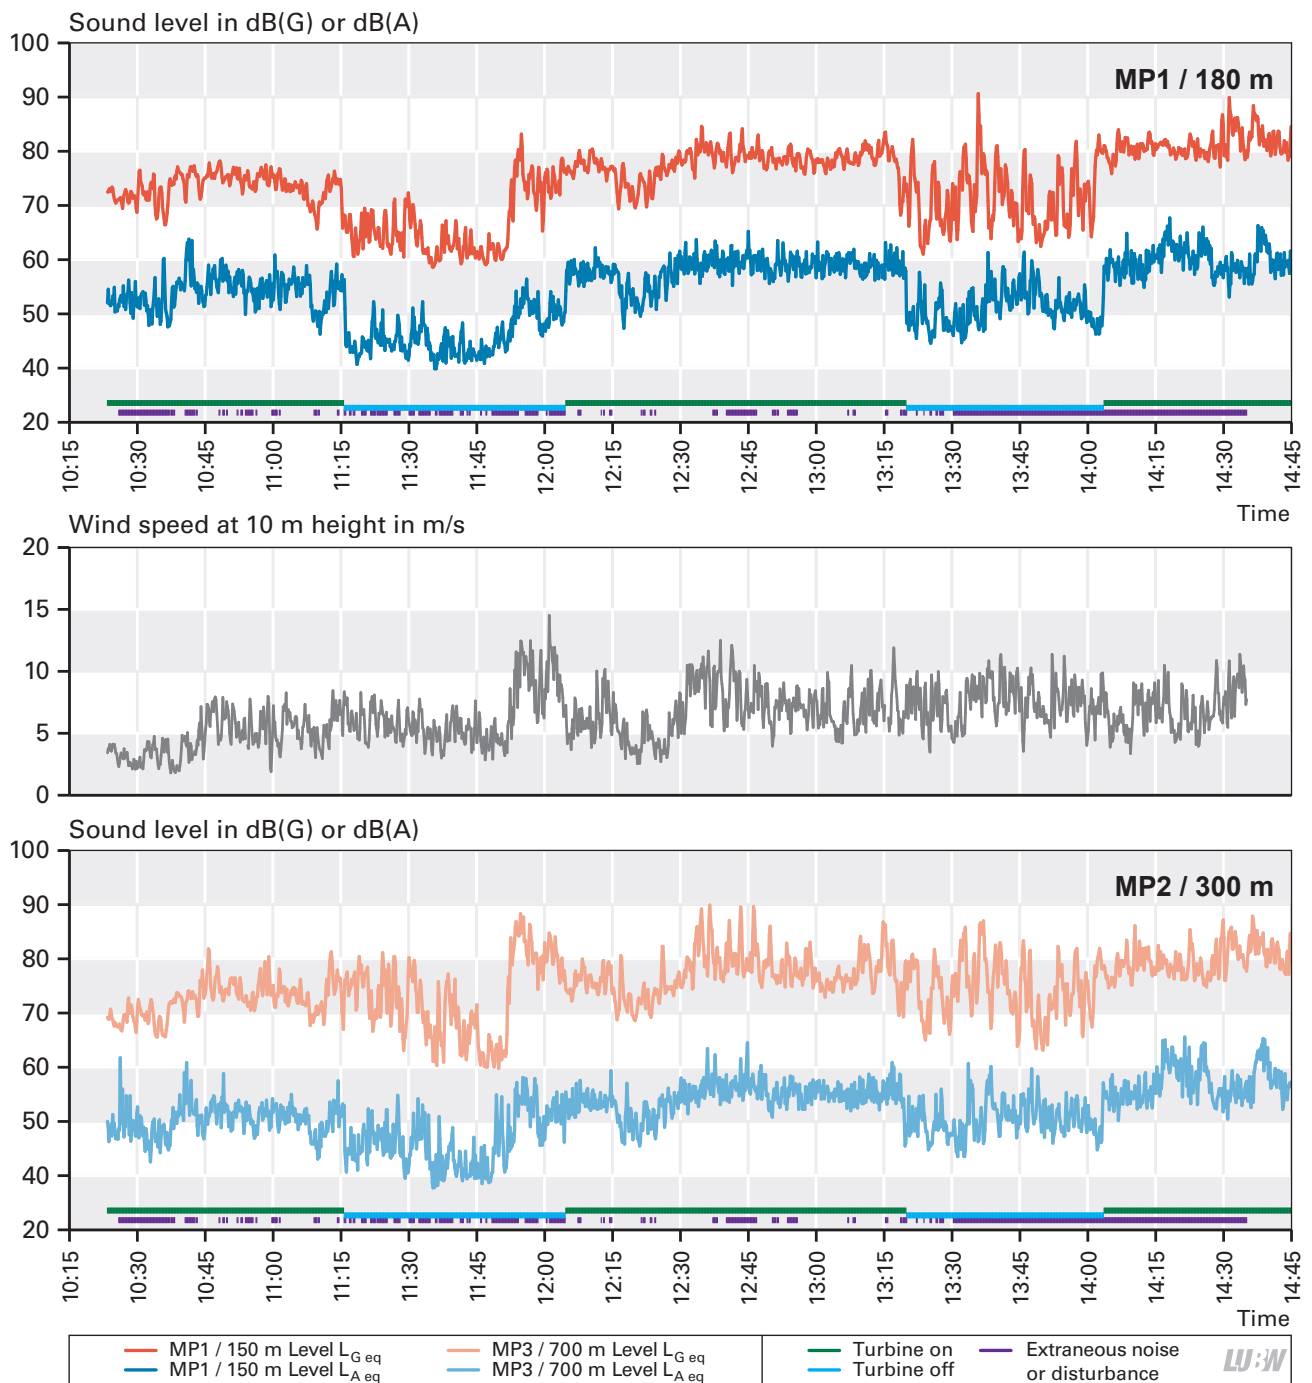 Sound level in dB(G) or dB(A)
100
90
80
70
60
50
40
20
MP1 / 180 m
10:15 10:30 10:45 11:00 11:15 11:30 11:45 12:00 12:15 12:30 12:45 13:00 13:15 13:30 13:45 14:00 14:15 14:30 14:45
Time
Wind speed at 10 m height in m/s
20
15
10
5
0
Sound level in dB(G) or dB(A)
100
90
80
70
60
50
40
20
MP2 / 300 m
10:15 10:30 10:45 11:00 11:15 11:30 11:45 12:00 12:15 12:30 12:45 13:00 13:15 13:30 13:45 14:00 14:15 14:30 14:45
Time
MP1 / 150 m Level L G eq
MP1 / 150 m Level L A eq
MP3 / 700 m Level L G eq
MP3 / 700 m Level L A eq
Turbine on
Turbine off
Extraneous noise
or disturbance
LUBW